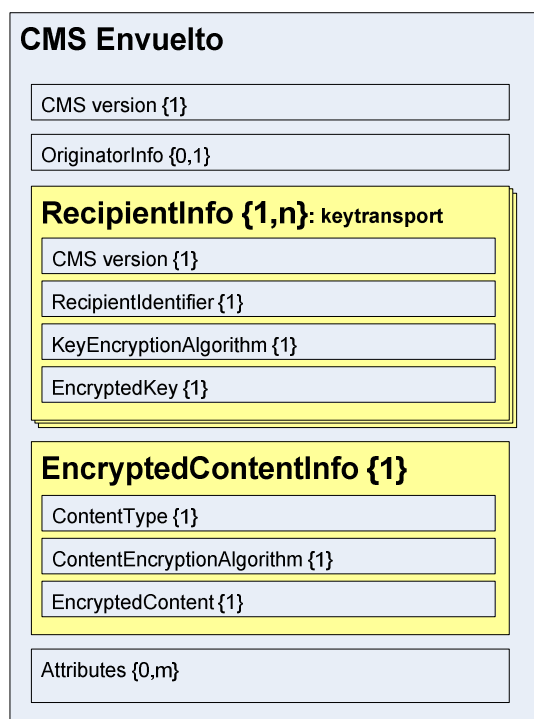 CMS Envuelto
CMS version {1}
OriginatorInfo {0,1}
RecipientInfo {1,n}: keytransport
CMS version {1}
RecipientIdentifier {1}
KeyEncryptionAlgorithm {1}
EncryptedKey {1}
EncryptedContentInfo {1}
ContentType {1}
ContentEncryptionAlgorithm {1}
EncryptedContent {1}
Attributes {0,m}